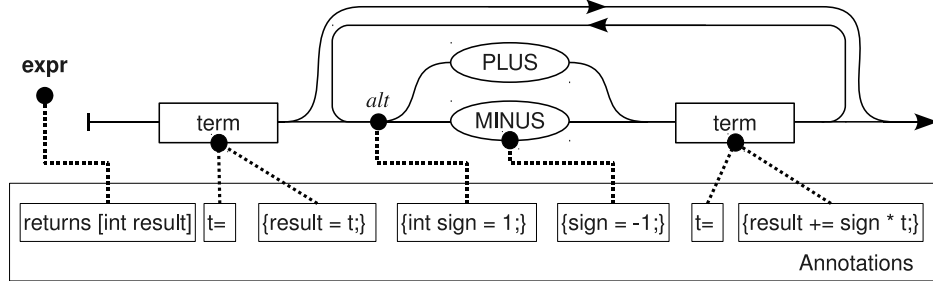 expr
term
alt
PLUS
MINUS
term
returns [int result]
t=
{result = t;}
{int sign = 1;}
{sign = -1;}
t=
{result += sign * t;}
Annotations